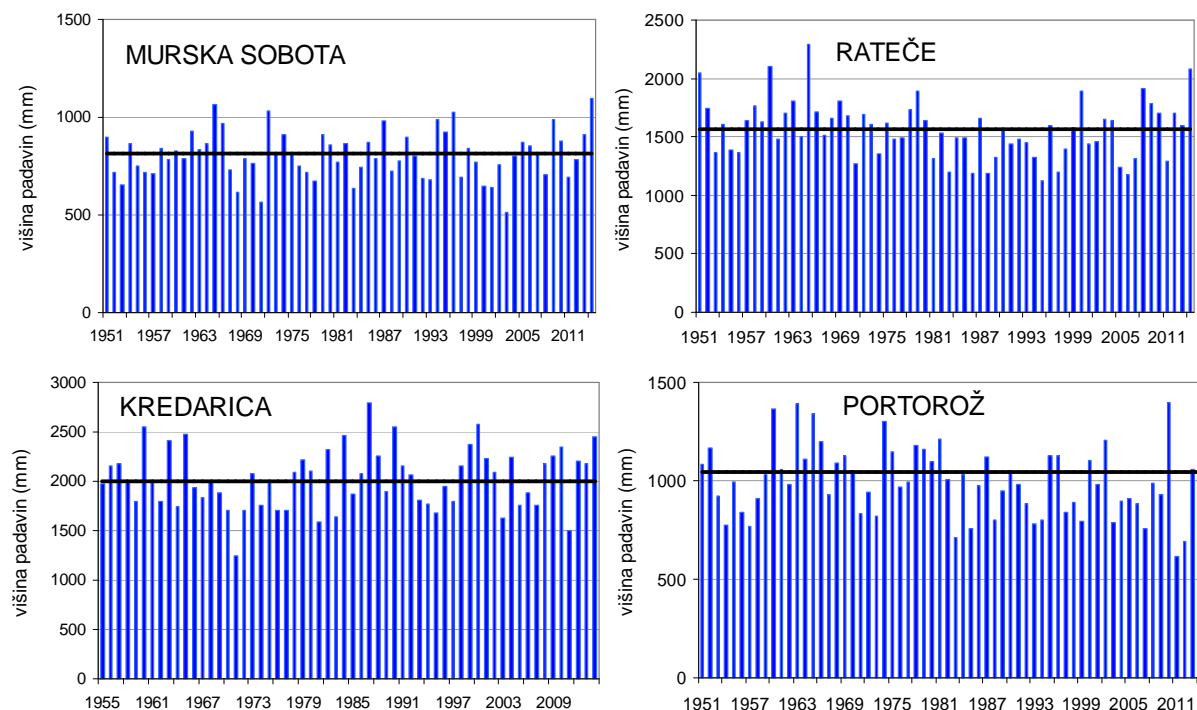 MURSKA SOBOTA
višina padavin (mm)
1500
1000
500
0
1951 1957 1963 1969 1975 1981 1987 1993 1999 2005 2011
RATEČE
višina padavin (mm)
2500
2000
1500
1000
500
0
1951 1957 1963 1969 1975 1981 1987 1993 1999 2005 2011
KREDARICA
višina padavin (mm)
3000
2500
2000
1500
1000
500
0
1955 1961 1967 1973 1979 1985 1991 1997 2003 2009
PORTOROŽ
višina padavin (mm)
1500
1000
500
0
1951 1957 1963 1969 1975 1981 1987 1993 1999 2005 2011